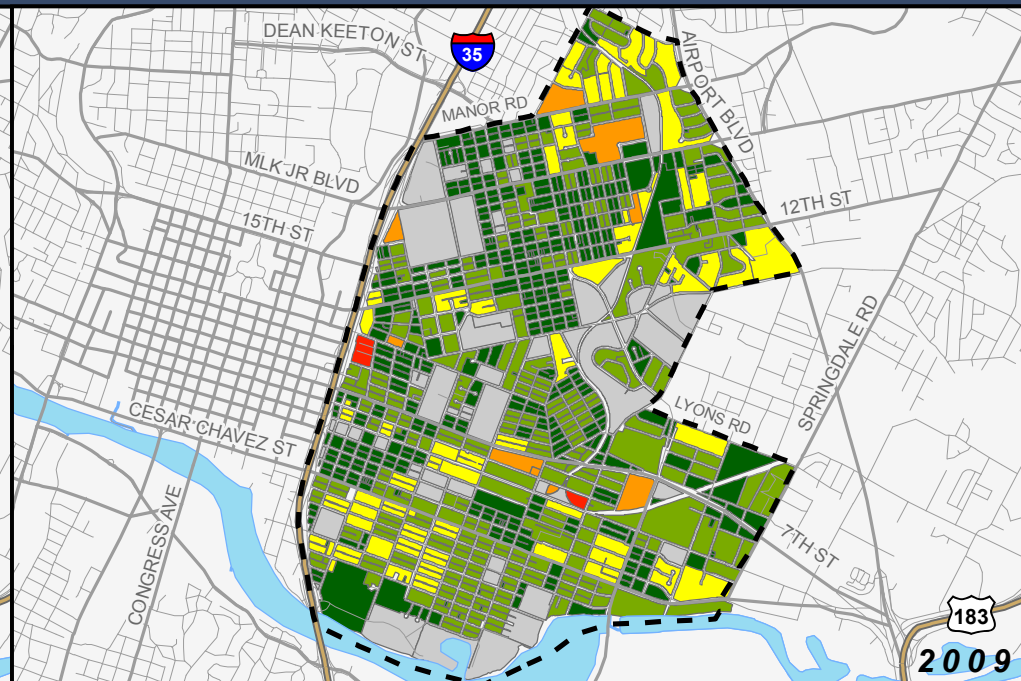 DEAN KEETON ST
35
AIRPORT BLVD
MANOR RD
MLK JR BLVD
12TH ST
15TH ST
SPRINGDALE RD
LYONS RD
CESAR CHAVEZ ST
CONGRESS AVE
7TH ST
183
2009